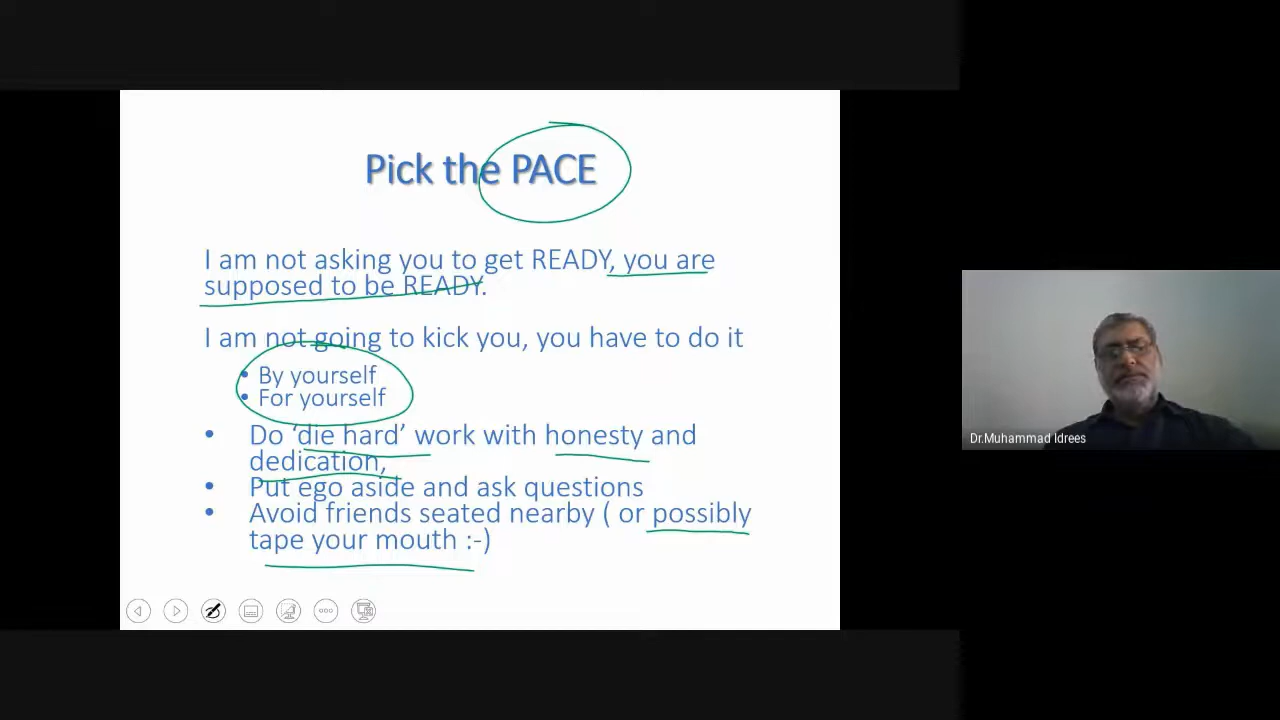 Pick the PACE
I am not asking you to get READY, you are
supposed to be READY.
I am not going to kick you, you have to do it
• By yourself
• For yourself
• Do ‘die hard’ work with honesty and
dedication,
• Put ego aside and ask questions
• Avoid friends seated nearby ( or possibly
tape your mouth :-)
Dr.Muhammad Idrees